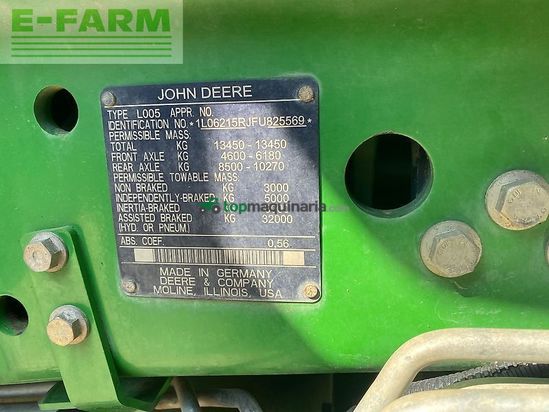 E-FARM
JOHN DEERE
TYPE L005 APPR. NO.
IDENTIFICATION NO. *1L06215RJFU825569*
PERMISSIBLE MASS:
TOTAL KG 13450 - 13450
FRONT AXLE KG 4600 - 6180
REAR AXLE KG 8500 - 10270
PERMISSIBLE TOWABLE MASS:
NON BRAKED KG 3000
INDEPENDENTLY-BRAKED KG 5000
INERTIA-BRAKED KG
topmaquinaria.com
ASSISTED BRAKED KG 32000
(HYD. OR PNEUM)
ABS. COEF. 0,56
MADE IN GERMANY
DEERE & COMPANY
MOLINE, ILLINOIS, USA